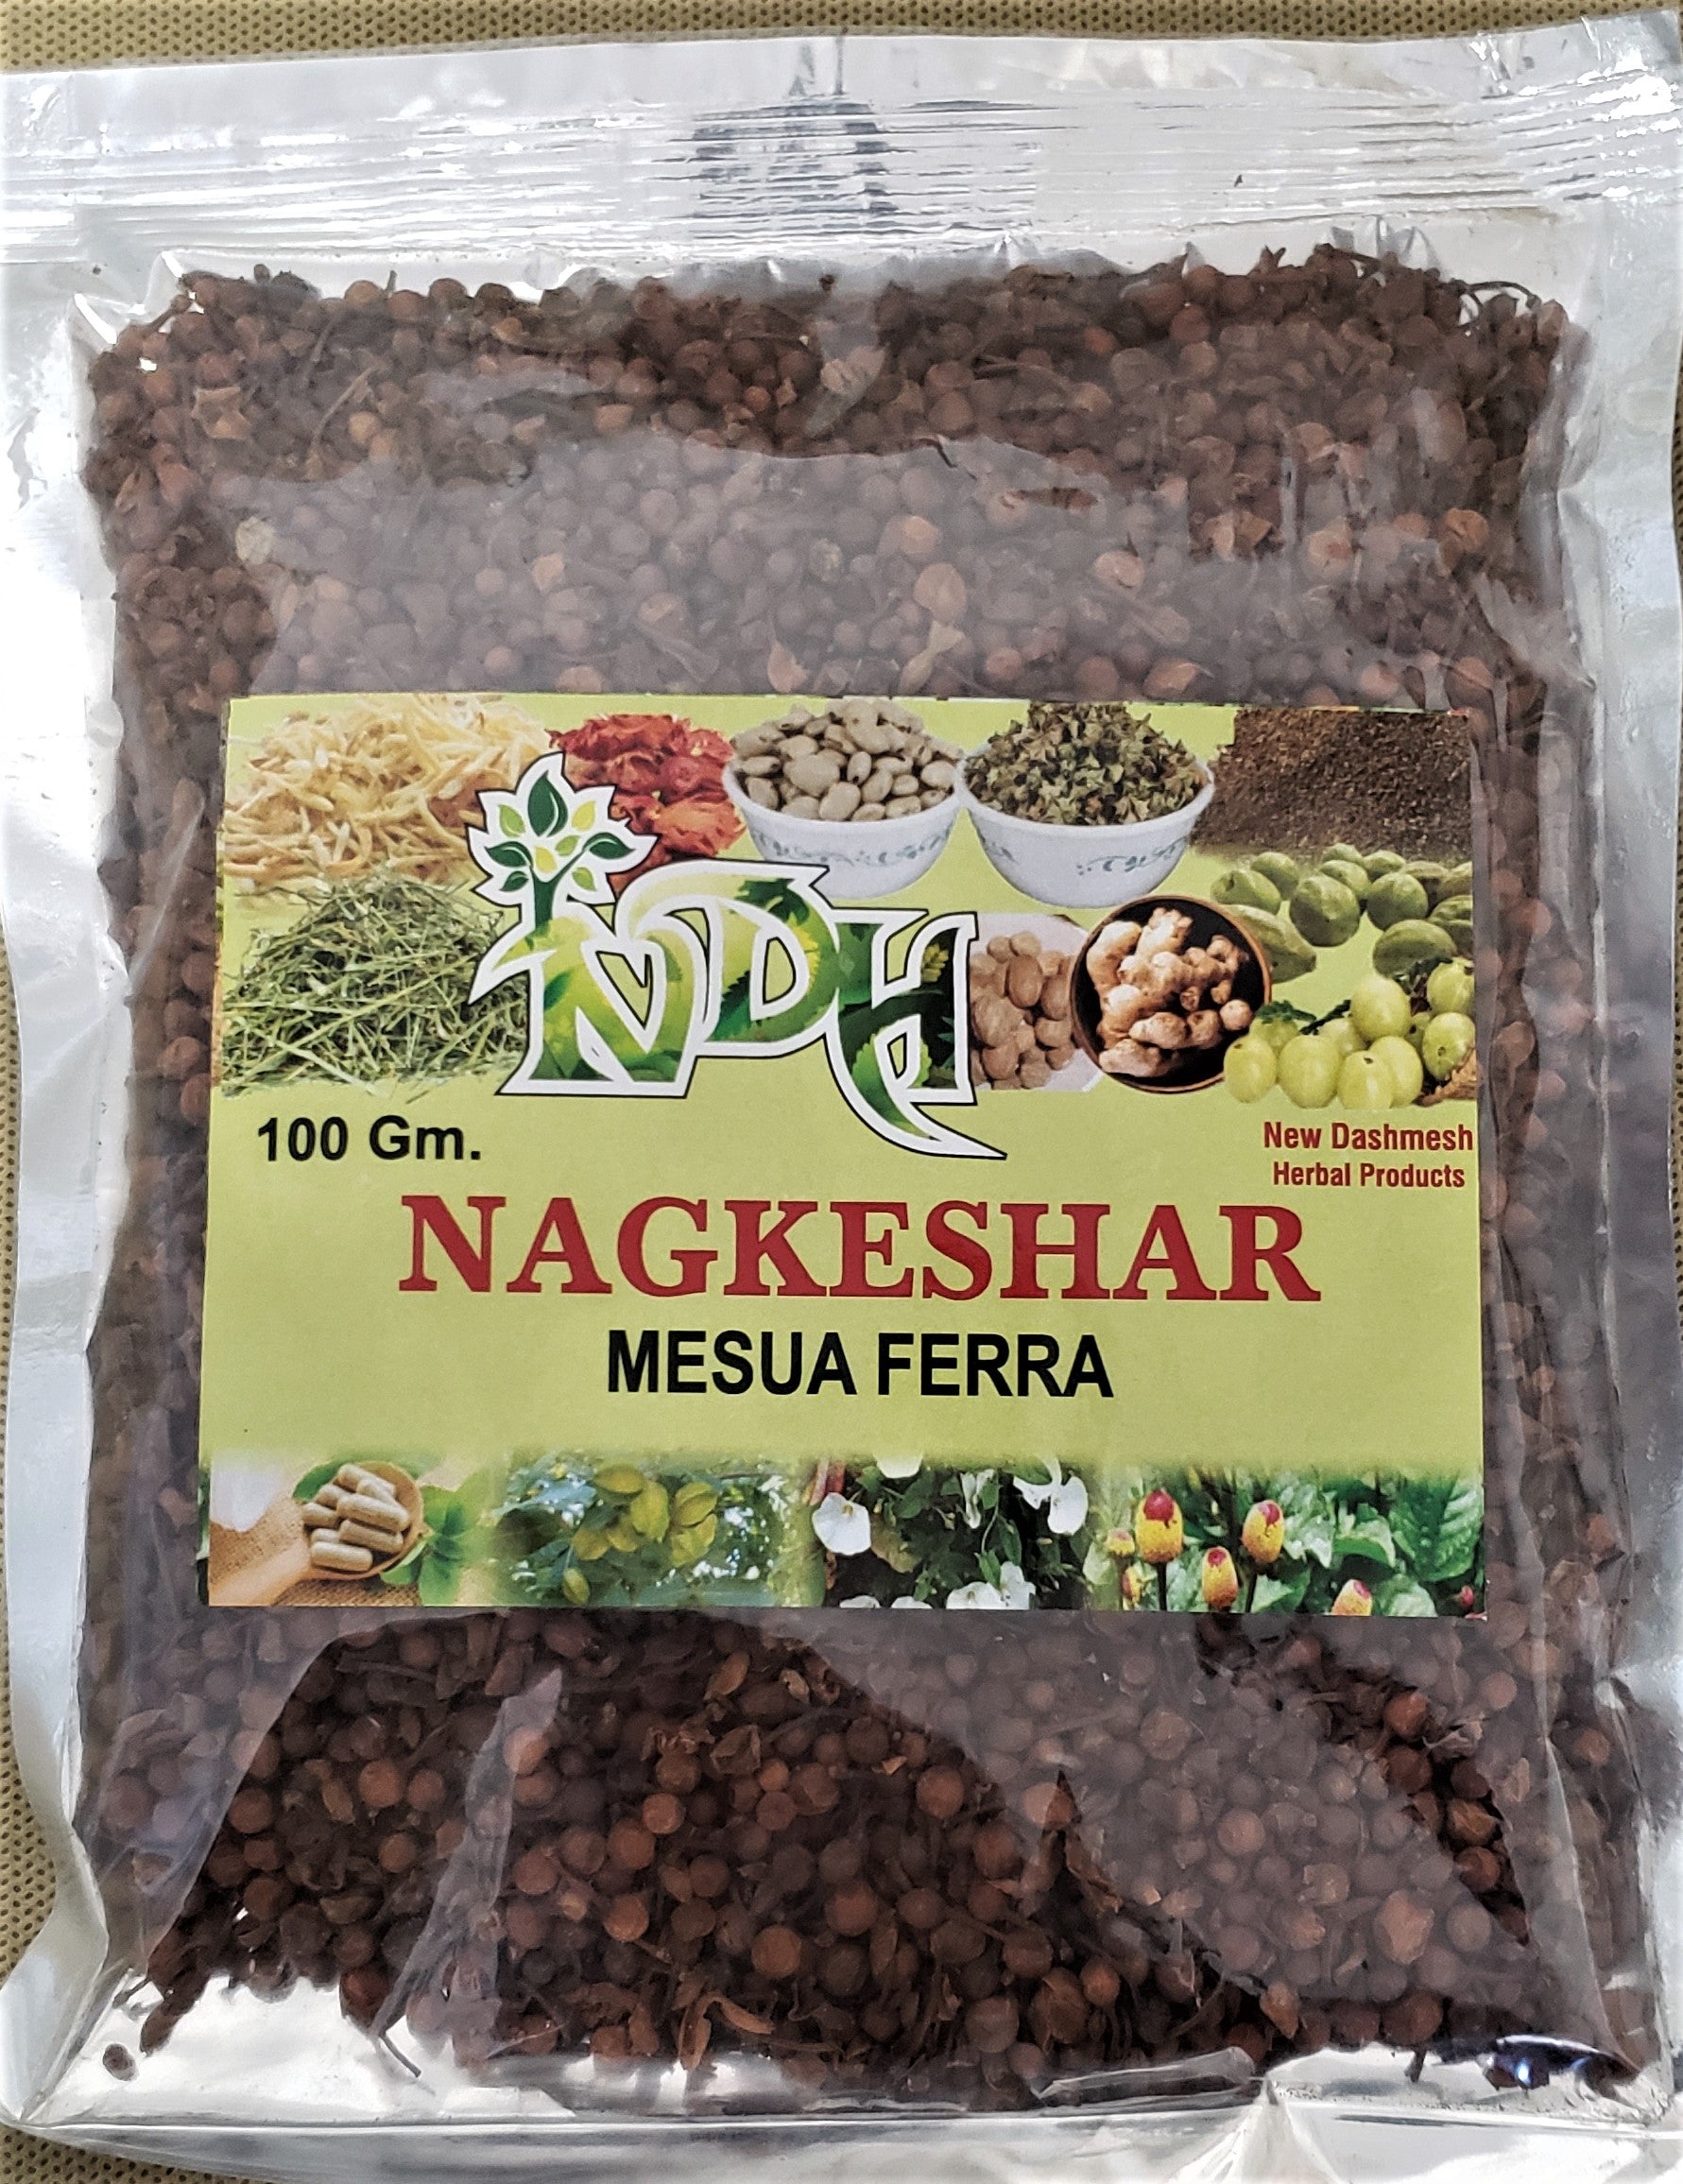 NDH
100 Gm.
New Dashmesh
Herbal Products
NAGKESHAR
MESUA FERRA